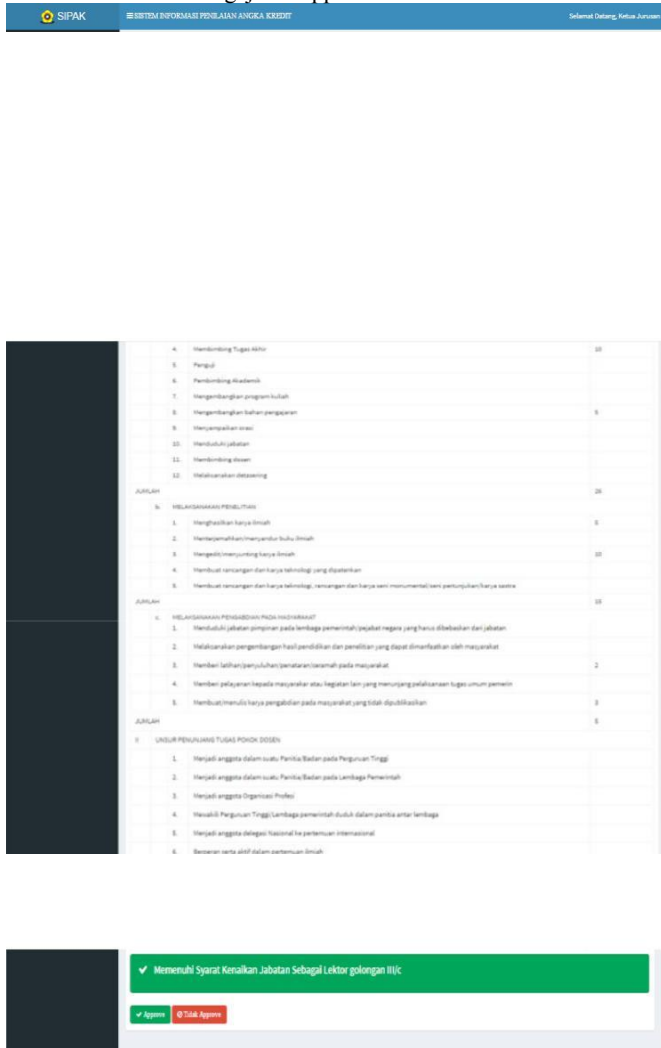 SIPAK
SISTEM INFORMASI PENILAIAN ANGKA KREDIT
Selamat Datang, Ketua Jurusan
4. Membimbing Tugas Akhir 10
5. Penguji
6. Pembimbing Akademik
7. Mengembangkan program kuliah
8. Mengembangkan bahan pengajaran 5
9. Menyampaikan orasi
10. Menduduki jabatan
11. Membimbing dosen
12. Melaksanakan detasering
JUMLAH 26
b. MELAKSANAKAN PENELITIAN
1. Menghasilkan karya ilmiah 5
2. Menterjemahkan/menyandur buku ilmiah
3. Mengedit/menyunting karya ilmiah 10
4. Membuat rancangan dan karya teknologi yang dipatenkan
5. Membuat rancangan dan karya teknologi, rancangan dan karya seni monumental/seni pertunjukan/karya sastra
JUMLAH 15
c. MELAKSANAKAN PENGABDIAN PADA MASYARAKAT
1. Menduduki jabatan pimpinan pada lembaga pemerintah/pejabat negara yang harus dibebaskan dari jabatan
2. Melaksanakan pengembangan hasil pendidikan dan penelitian yang dapat dimanfaatkan oleh masyarakat
3. Memberi latihan/penyuluhan/penataran/ceramah pada masyarakat 2
4. Memberi pelayanan kepada masyarakat atau kegiatan lain yang menunjang pelaksanaan tugas umum pemerin
5. Membuat/menulis karya pengabdian pada masyarakat yang tidak dipublikasikan 3
JUMLAH 5
II UNSUR PENUNJANG TUGAS POKOK DOSEN
1. Menjadi anggota dalam suatu Panitia/Badan pada Perguruan Tinggi
2. Menjadi anggota dalam suatu Panitia/Badan pada Lembaga Pemerintah
3. Menjadi anggota Organisasi Profesi
4. Mewakili Perguruan Tinggi/Lembaga pemerintah duduk dalam panitia antar lembaga
5. Menjadi anggota delegasi Nasional ke pertemuan internasional
6. Berperan serta aktif dalam pertemuan ilmiah
Memenuhi Syarat Kenaikan Jabatan Sebagai Lektor golongan III/c
Approve
Tidak Approve